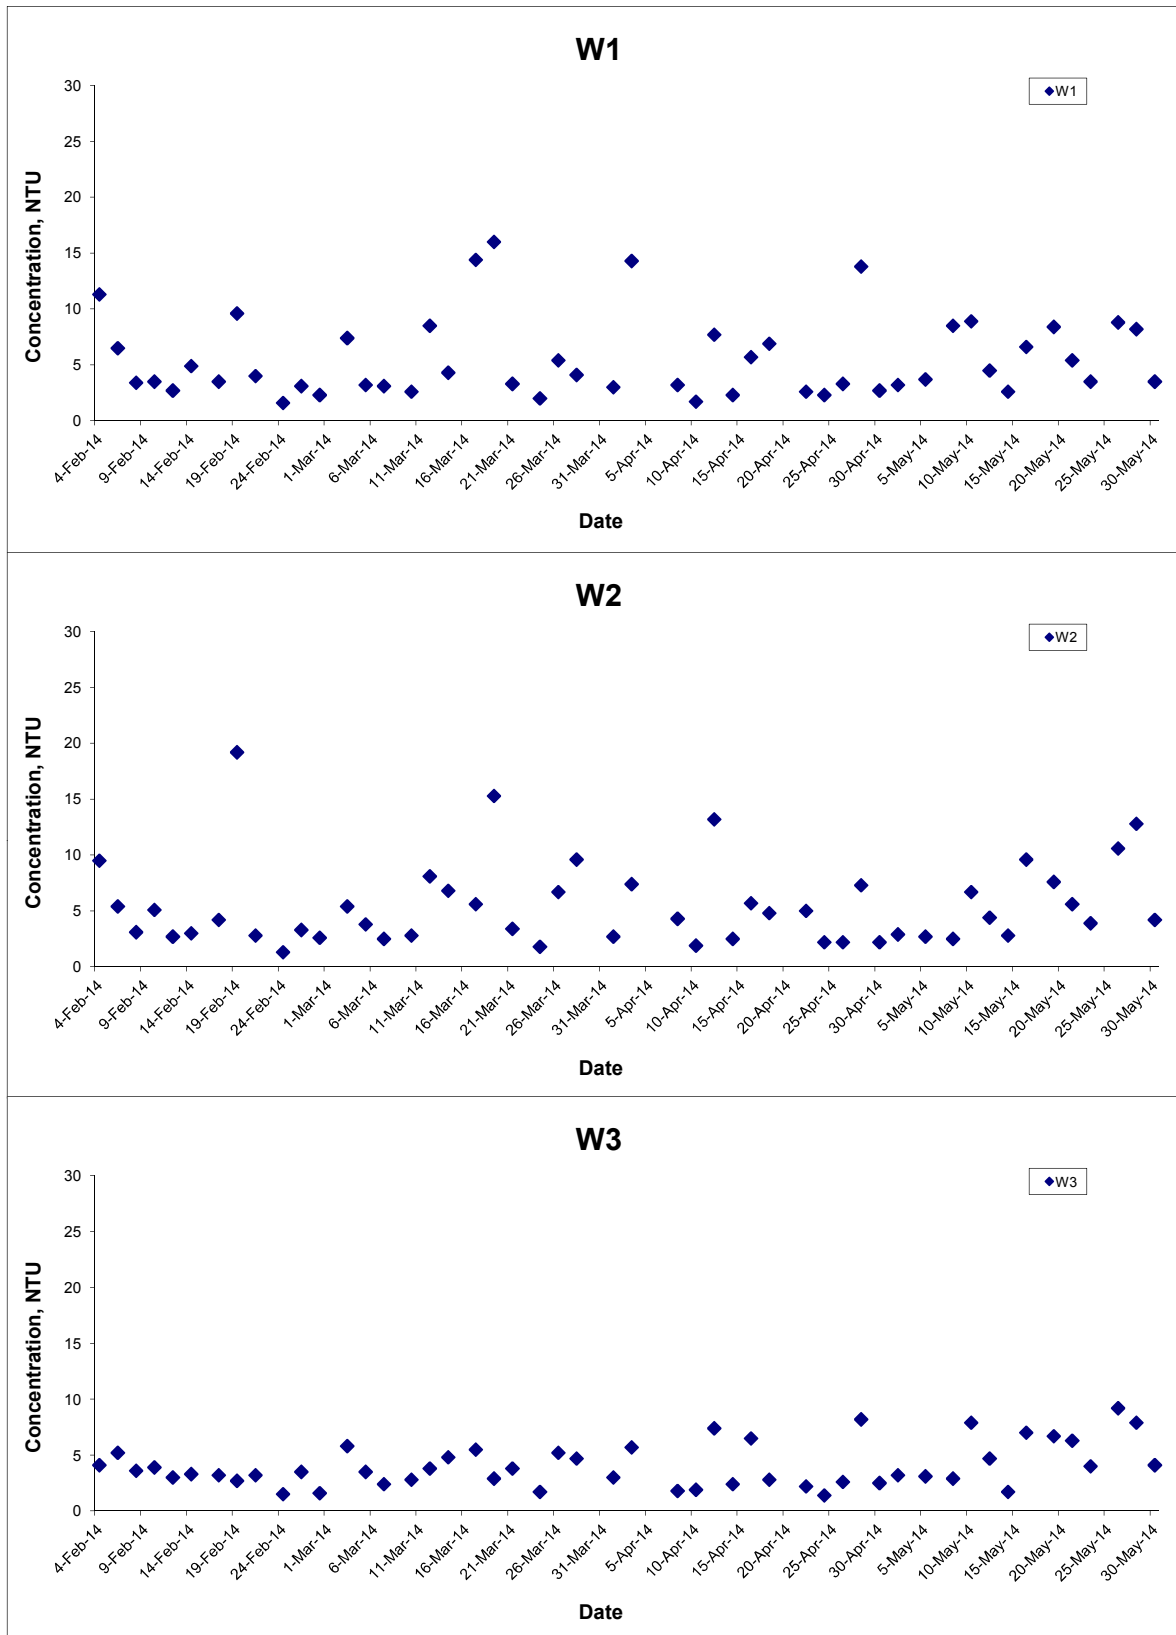 W1
W1
30
25
20
15
10
5
0
Concentration, NTU
4-Feb-14 9-Feb-14 14-Feb-14 19-Feb-14 24-Feb-14 1-Mar-14 6-Mar-14 11-Mar-14 16-Mar-14 21-Mar-14 26-Mar-14 31-Mar-14 5-Apr-14 10-Apr-14 15-Apr-14 20-Apr-14 25-Apr-14 30-Apr-14 5-May-14 10-May-14 15-May-14 20-May-14 25-May-14 30-May-14
Date
W2
W2
30
25
20
15
10
5
0
Concentration, NTU
4-Feb-14 9-Feb-14 14-Feb-14 19-Feb-14 24-Feb-14 1-Mar-14 6-Mar-14 11-Mar-14 16-Mar-14 21-Mar-14 26-Mar-14 31-Mar-14 5-Apr-14 10-Apr-14 15-Apr-14 20-Apr-14 25-Apr-14 30-Apr-14 5-May-14 10-May-14 15-May-14 20-May-14 25-May-14 30-May-14
Date
W3
W3
30
25
20
15
10
5
0
Concentration, NTU
4-Feb-14 9-Feb-14 14-Feb-14 19-Feb-14 24-Feb-14 1-Mar-14 6-Mar-14 11-Mar-14 16-Mar-14 21-Mar-14 26-Mar-14 31-Mar-14 5-Apr-14 10-Apr-14 15-Apr-14 20-Apr-14 25-Apr-14 30-Apr-14 5-May-14 10-May-14 15-May-14 20-May-14 25-May-14 30-May-14
Date